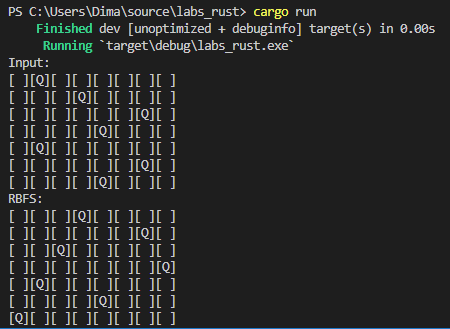 PS C:\Users\Dima\source\labs_rust> cargo run
    Finished dev [unoptimized + debuginfo] target(s) in 0.00s
     Running `target\debug\labs_rust.exe`
Input:
[ ][Q][ ][ ][ ][ ][ ][ ]
[ ][ ][ ][Q][ ][ ][ ][ ]
[ ][ ][ ][ ][ ][ ][Q][ ]
[ ][ ][ ][ ][Q][ ][ ][ ]
[ ][Q][ ][ ][ ][ ][ ][ ]
[ ][ ][ ][ ][ ][ ][Q][ ]
[ ][ ][ ][ ][Q][ ][ ][ ]
RBFS:
[ ][ ][ ][Q][ ][ ][ ][ ]
[ ][ ][ ][ ][ ][ ][Q][ ]
[ ][ ][Q][ ][ ][ ][ ][ ]
[ ][ ][ ][ ][ ][ ][ ][Q]
[ ][Q][ ][ ][ ][ ][ ][ ]
[ ][ ][ ][ ][Q][ ][ ][ ]
[Q][ ][ ][ ][ ][ ][ ][ ]